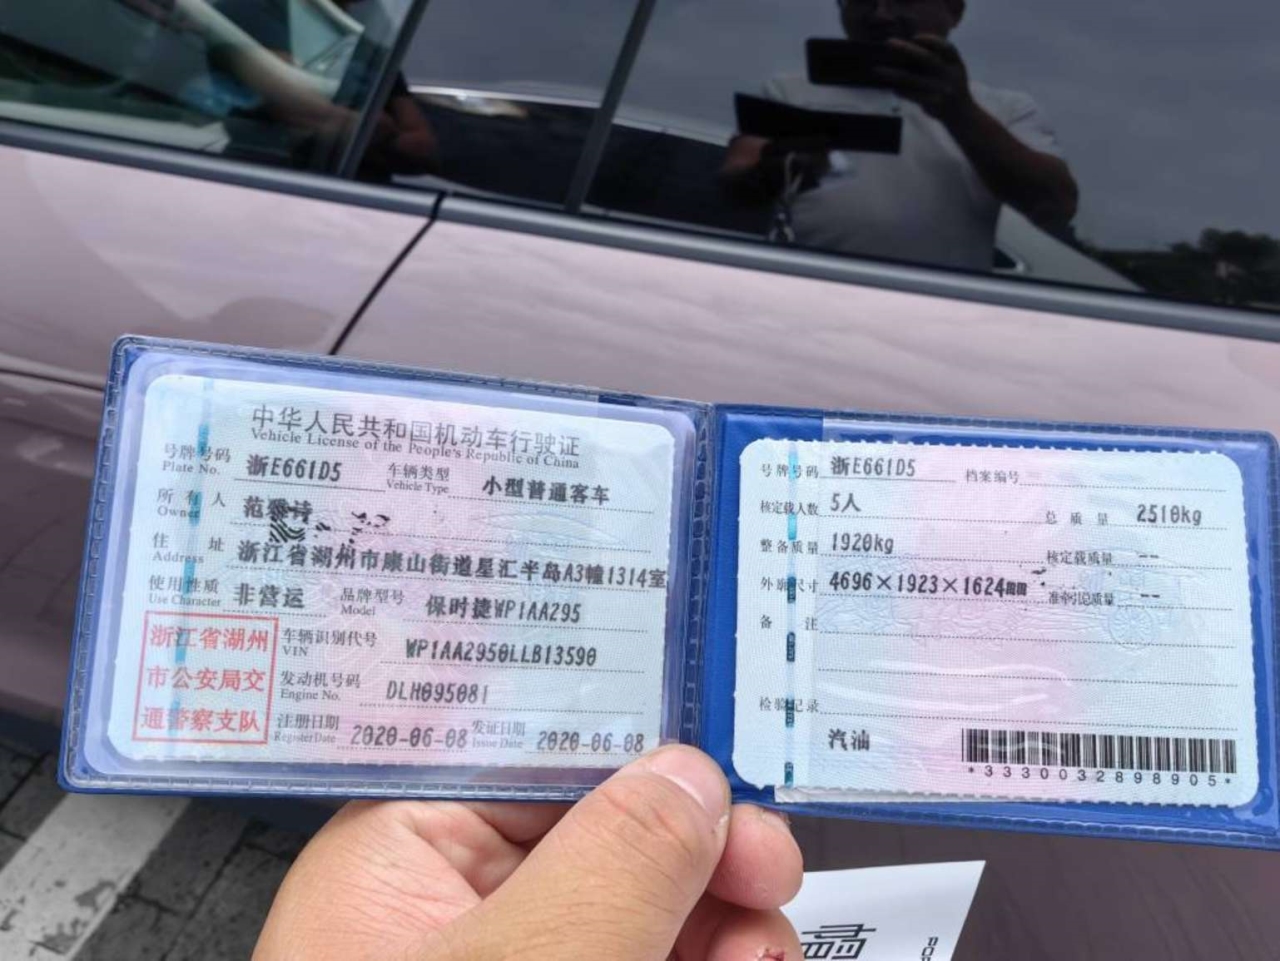 中华人民共和国机动车行驶证
Vehicle License of the People's Republic of China
号牌号码 浙E661D5 车辆类型 小型普通客车
Plate No. Vehicle Type
所有人
Owner
住址 浙江省湖州市康山街道星汇半岛A3幢1314室
Address
使用性质 非营运 品牌型号 保时捷WP1AA295
Use Character Model
浙江省湖州
市公安局交
通警察支队
车辆识别代号 WP1AA2950LLB13590
VIN
发动机号码 DLH095081
Engine No.
注册日期 2020-06-08 发证日期 2020-06-08
Register Date Issue Date
号牌号码 浙E661D5 档案编号
核定载人数 5人 总质量 2510kg
整备质量 1920kg 核定载质量 --
外廓尺寸 4696×1923×1624mm 准牵引总质量 --
备注
检验记录
汽油
*3330032898905*